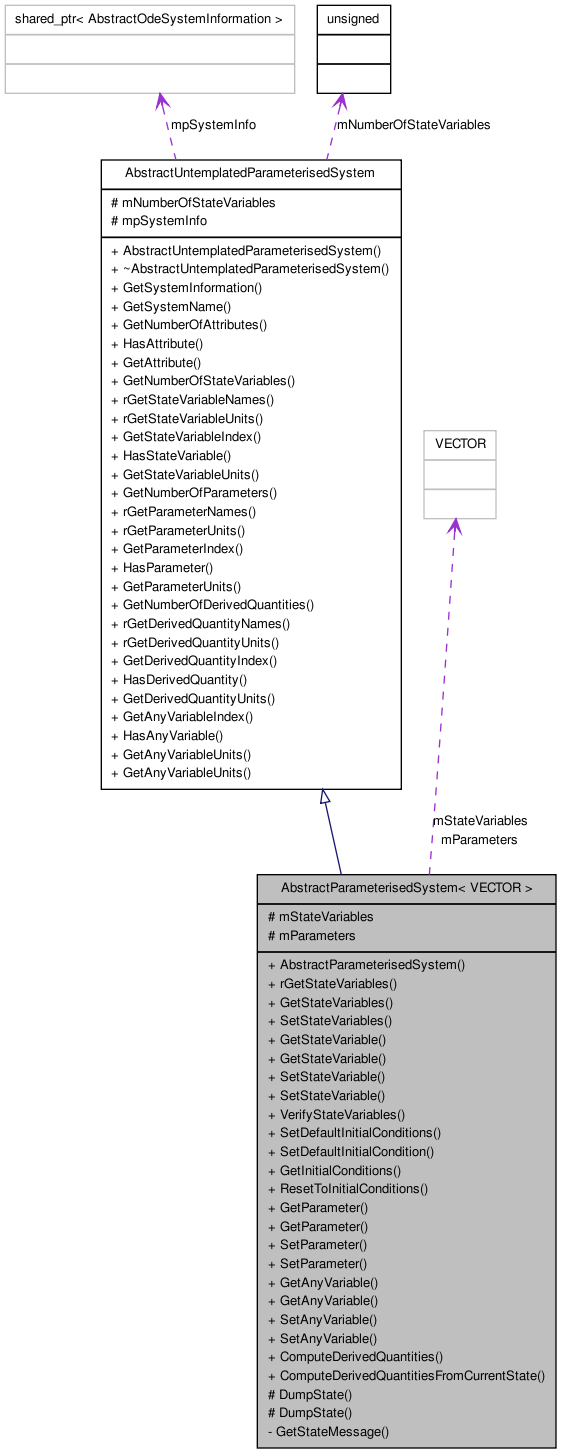 shared_ptr< AbstractOdeSystemInformation >
unsigned
mpSystemInfo
mNumberOfStateVariables
AbstractUntemplatedParameterisedSystem
# mNumberOfStateVariables
# mpSystemInfo
+ AbstractUntemplatedParameterisedSystem()
+ ~AbstractUntemplatedParameterisedSystem()
+ GetSystemInformation()
+ GetSystemName()
+ GetNumberOfAttributes()
+ HasAttribute()
+ GetAttribute()
+ GetNumberOfStateVariables()
+ rGetStateVariableNames()
+ rGetStateVariableUnits()
+ GetStateVariableIndex()
+ HasStateVariable()
+ GetStateVariableUnits()
+ GetNumberOfParameters()
+ rGetParameterNames()
+ rGetParameterUnits()
+ GetParameterIndex()
+ HasParameter()
+ GetParameterUnits()
+ GetNumberOfDerivedQuantities()
+ rGetDerivedQuantityNames()
+ rGetDerivedQuantityUnits()
+ GetDerivedQuantityIndex()
+ HasDerivedQuantity()
+ GetDerivedQuantityUnits()
+ GetAnyVariableIndex()
+ HasAnyVariable()
+ GetAnyVariableUnits()
+ GetAnyVariableUnits()
VECTOR
mStateVariables
mParameters
AbstractParameterisedSystem< VECTOR >
# mStateVariables
# mParameters
+ AbstractParameterisedSystem()
+ rGetStateVariables()
+ GetStateVariables()
+ SetStateVariables()
+ GetStateVariable()
+ GetStateVariable()
+ SetStateVariable()
+ SetStateVariable()
+ VerifyStateVariables()
+ SetDefaultInitialConditions()
+ SetDefaultInitialCondition()
+ GetInitialConditions()
+ ResetToInitialConditions()
+ GetParameter()
+ GetParameter()
+ SetParameter()
+ SetParameter()
+ GetAnyVariable()
+ GetAnyVariable()
+ SetAnyVariable()
+ SetAnyVariable()
+ ComputeDerivedQuantities()
+ ComputeDerivedQuantitiesFromCurrentState()
# DumpState()
# DumpState()
- GetStateMessage()